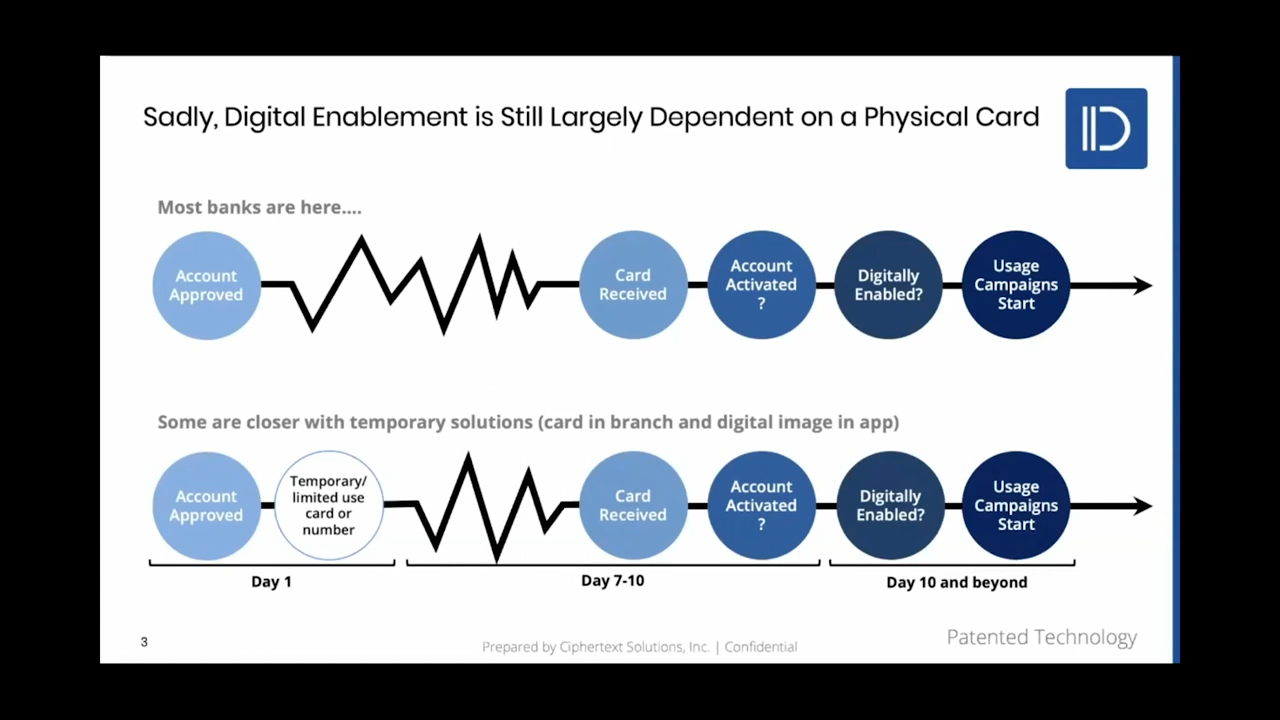 Sadly, Digital Enablement is Still Largely Dependent on a Physical Card
Most banks are here....
Account
Approved
Card
Received
Account
Activated
?
Digitally
Enabled?
Usage
Campaigns
Start
Some are closer with temporary solutions (card in branch and digital image in app)
Account
Approved
Temporary/
limited use
card or
number
Card
Received
Account
Activated
?
Digitally
Enabled?
Usage
Campaigns
Start
Day 1
Day 7-10
Day 10 and beyond
3
Prepared by Ciphertext Solutions, Inc. | Confidential
Patented Technology